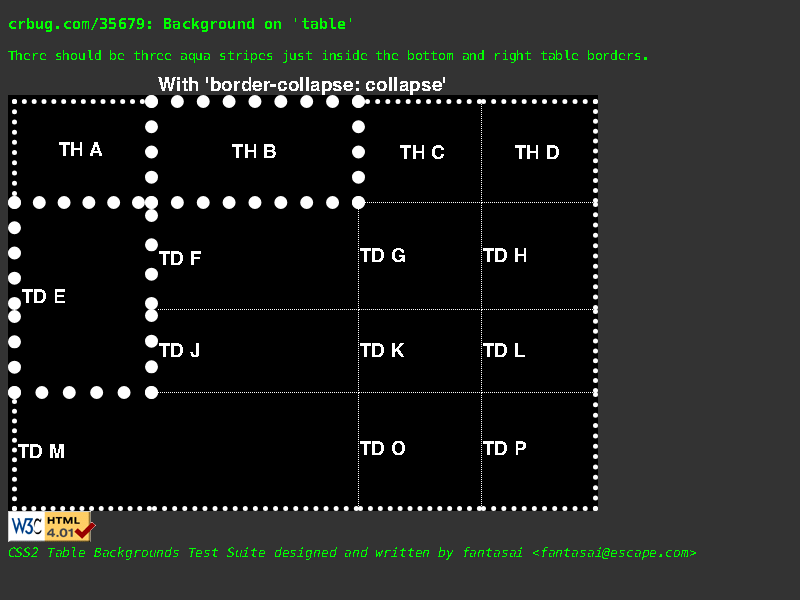 crbug.com/35679: Background on 'table'
There should be three aqua stripes just inside the bottom and right table borders.
With 'border-collapse: collapse'
TH A TH B TH C TH D
TD F TD G TD H
TD E
TD J TD K TD L
TD M TD O TD P
W3C HTML 4.01
CSS2 Table Backgrounds Test Suite designed and written by fantasai <fantasai@escape.com>